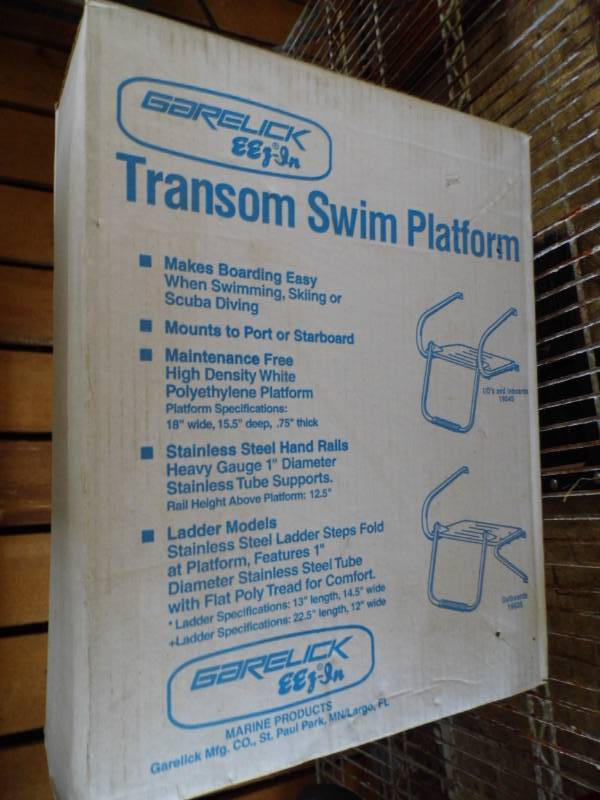 GARELICK
EEz-In®
Transom Swim Platform
Makes Boarding Easy
When Swimming, Skiing or
Scuba Diving
Mounts to Port or Starboard
Maintenance Free
High Density White
Polyethylene Platform
Platform Specifications:
18" wide, 15.5" deep, .75" thick
Stainless Steel Hand Rails
Heavy Gauge 1" Diameter
Stainless Tube Supports.
Rail Height Above Platform: 12.5"
Ladder Models
Stainless Steel Ladder Steps Fold
at Platform, Features 1"
Diameter Stainless Steel Tube
with Flat Poly Tread for Comfort.
* Ladder Specifications: 13" length, 14.5" wide
+Ladder Specifications: 22.5" length, 12" wide
I/O's and Inboards
Outboards
GARELICK
EEz-In®
MARINE PRODUCTS
Garelick Mfg. CO., St. Paul Park, MN/Largo, FL